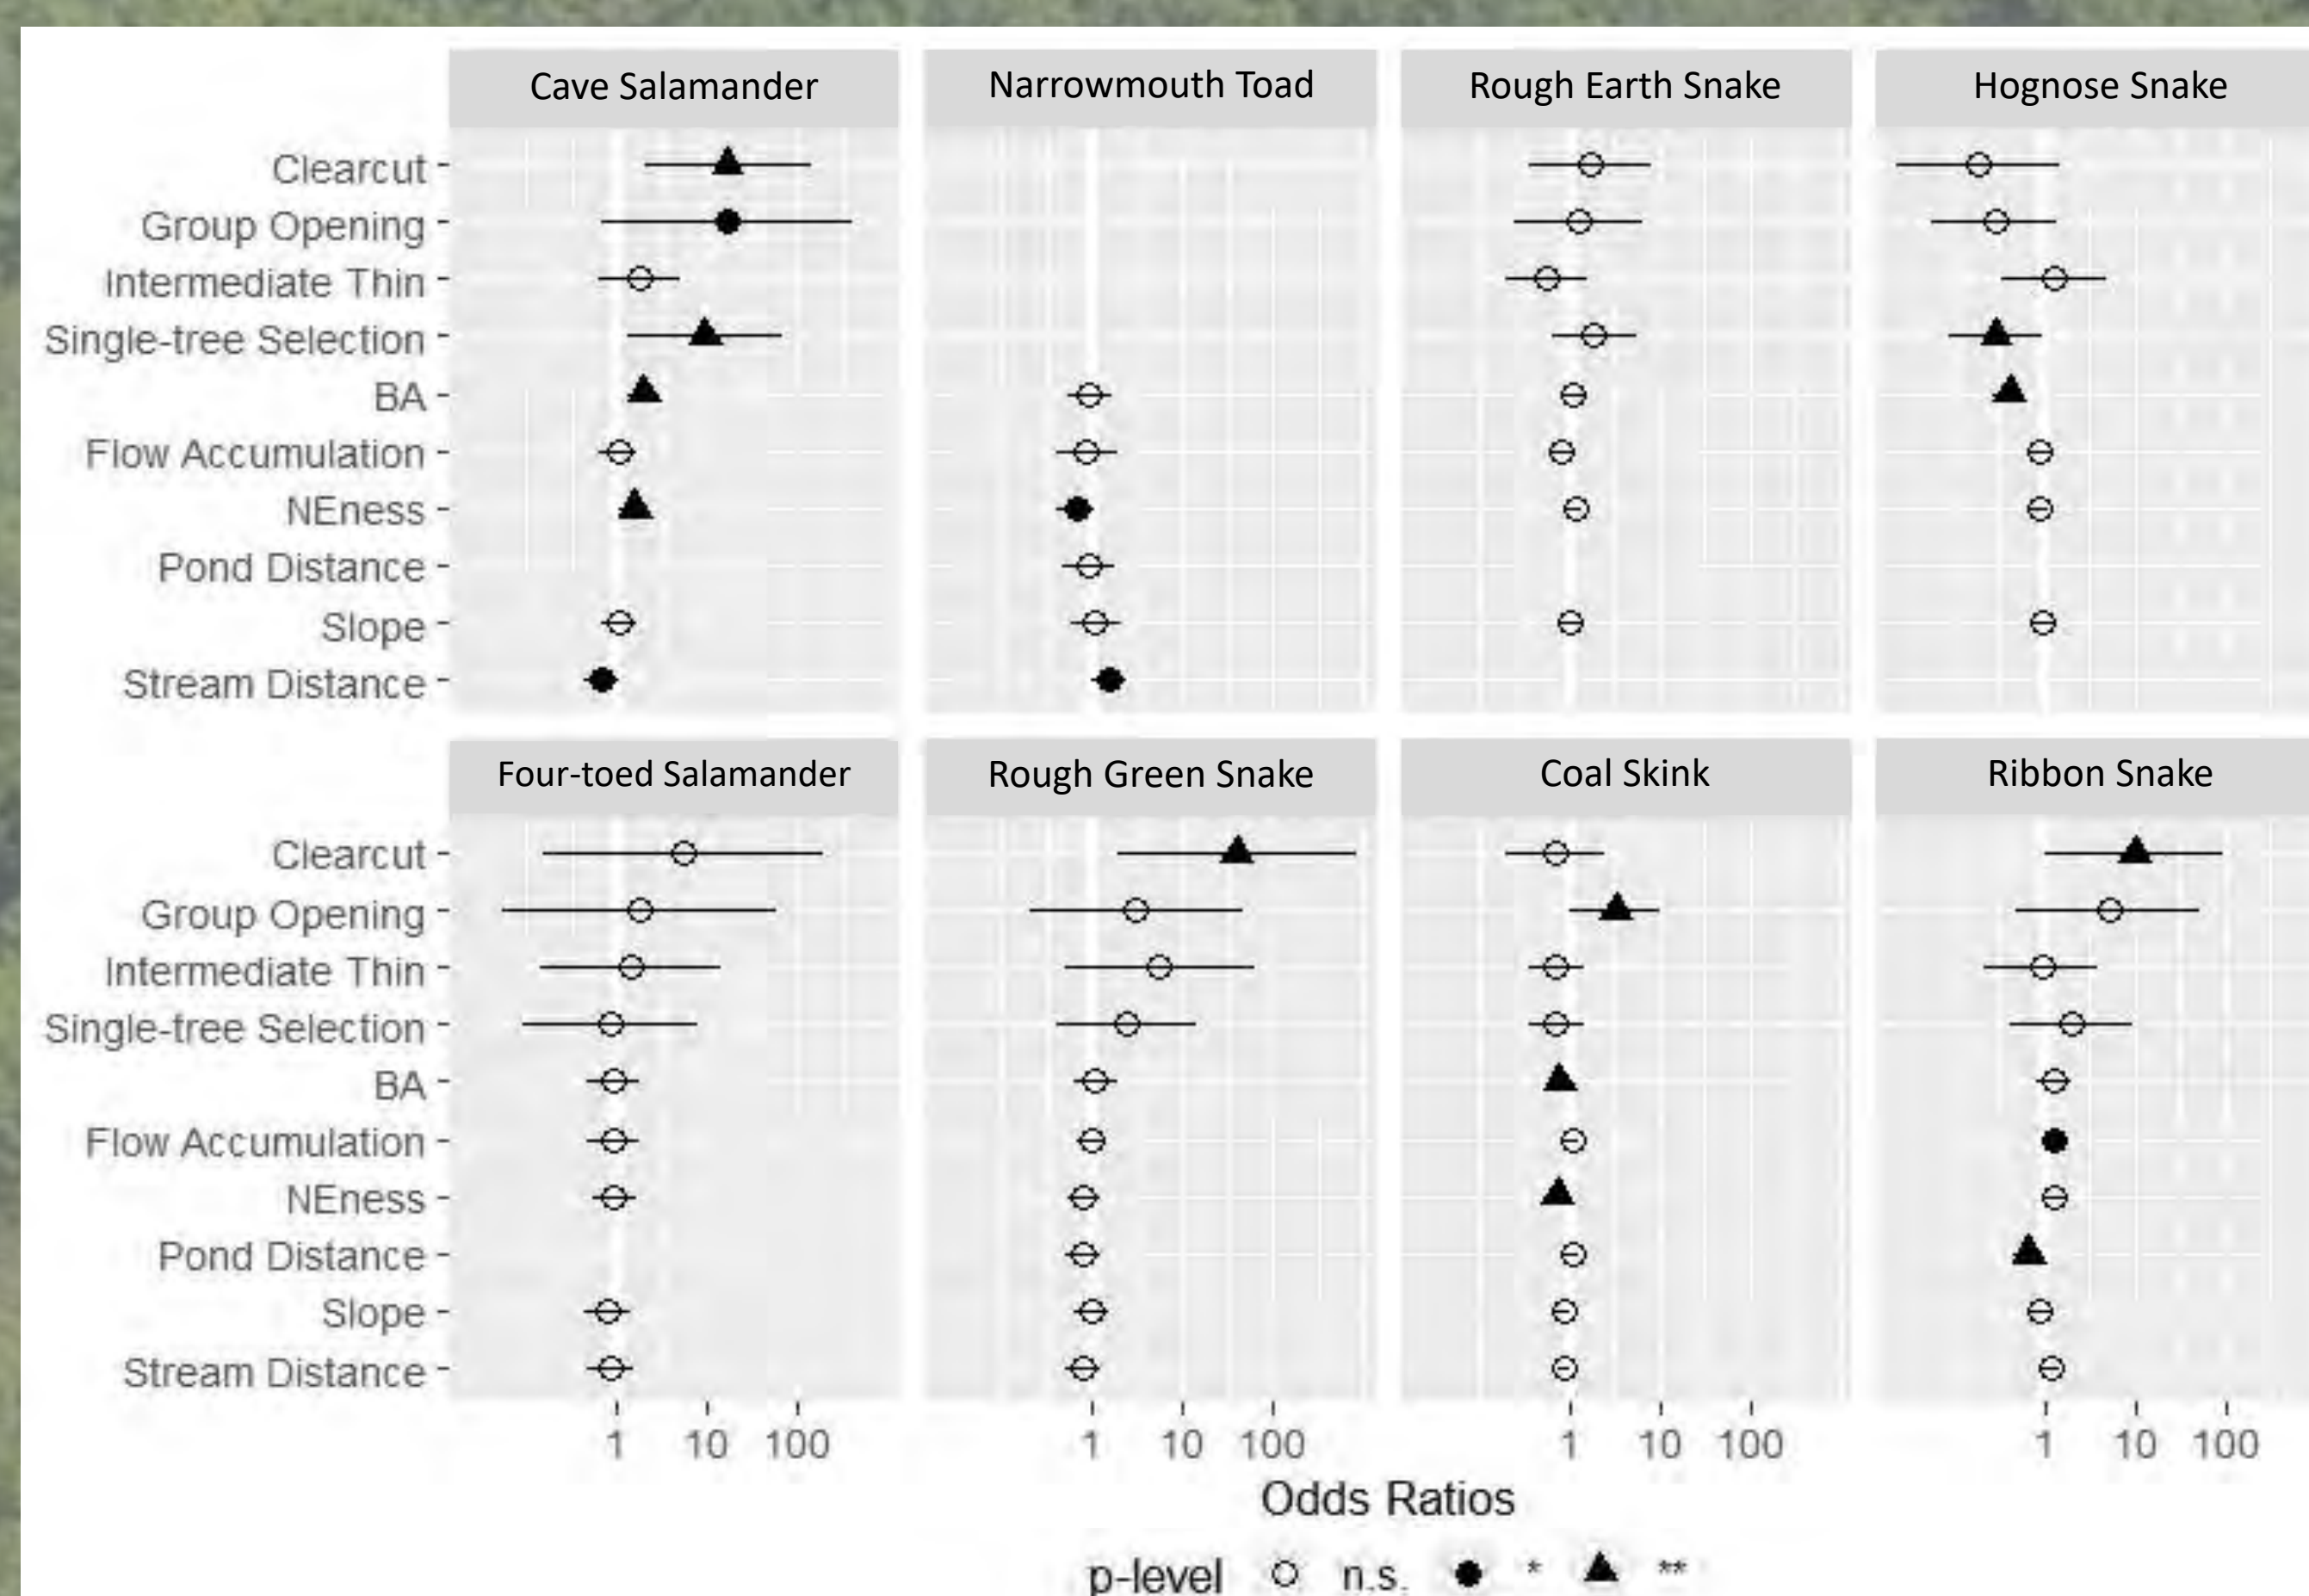 Cave Salamander Narrowmouth Toad Rough Earth Snake Hognose Snake
Clearcut
Group Opening
Intermediate Thin
Single-tree Selection
BA
Flow Accumulation
NEness
Pond Distance
Slope
Stream Distance
Four-toed Salamander Rough Green Snake Coal Skink Ribbon Snake
Clearcut
Group Opening
Intermediate Thin
Single-tree Selection
BA
Flow Accumulation
NEness
Pond Distance
Slope
Stream Distance
1 10 100 1 10 100 1 10 100 1 10 100
Odds Ratios
p-level n.s. * **